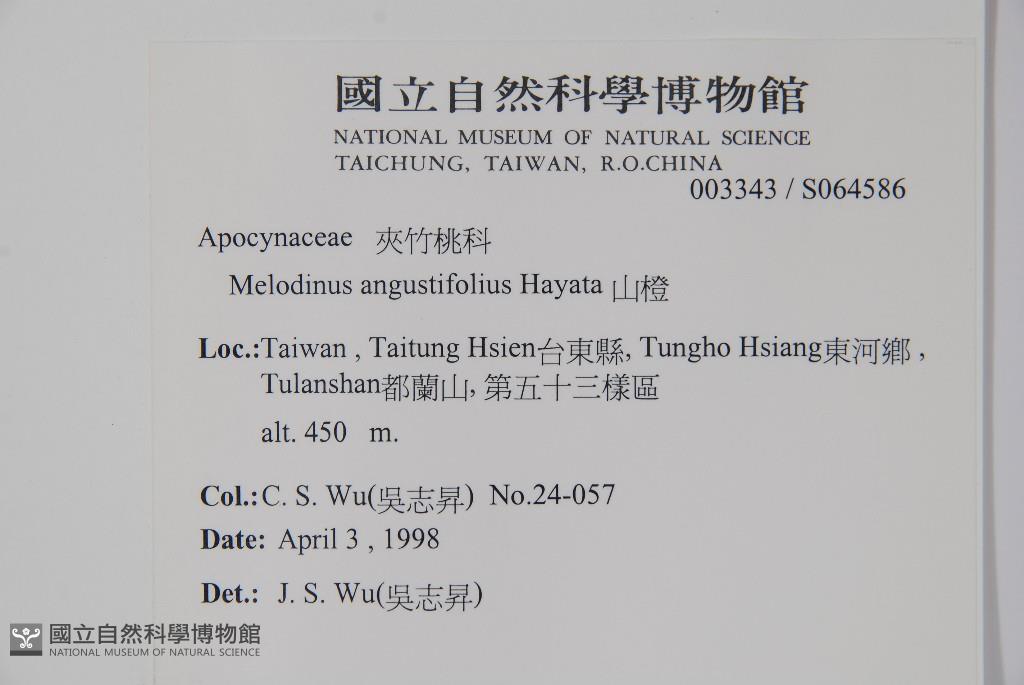 國立自然科學博物館
NATIONAL MUSEUM OF NATURAL SCIENCE
TAICHUNG, TAIWAN, R.O.CHINA
003343 / S064586
Apocynaceae 夾竹桃科
Melodinus angustifolius Hayata 山橙
Loc.:Taiwan , Taitung Hsien台東縣, Tungho Hsiang東河鄉 ,
Tulanshan都蘭山, 第五十三樣區
alt. 450 m.
Col.:C. S. Wu(吳志昇) No.24-057
Date: April 3 , 1998
Det.: J. S. Wu(吳志昇)
國立自然科學博物館
NATIONAL MUSEUM OF NATURAL SCIENCE